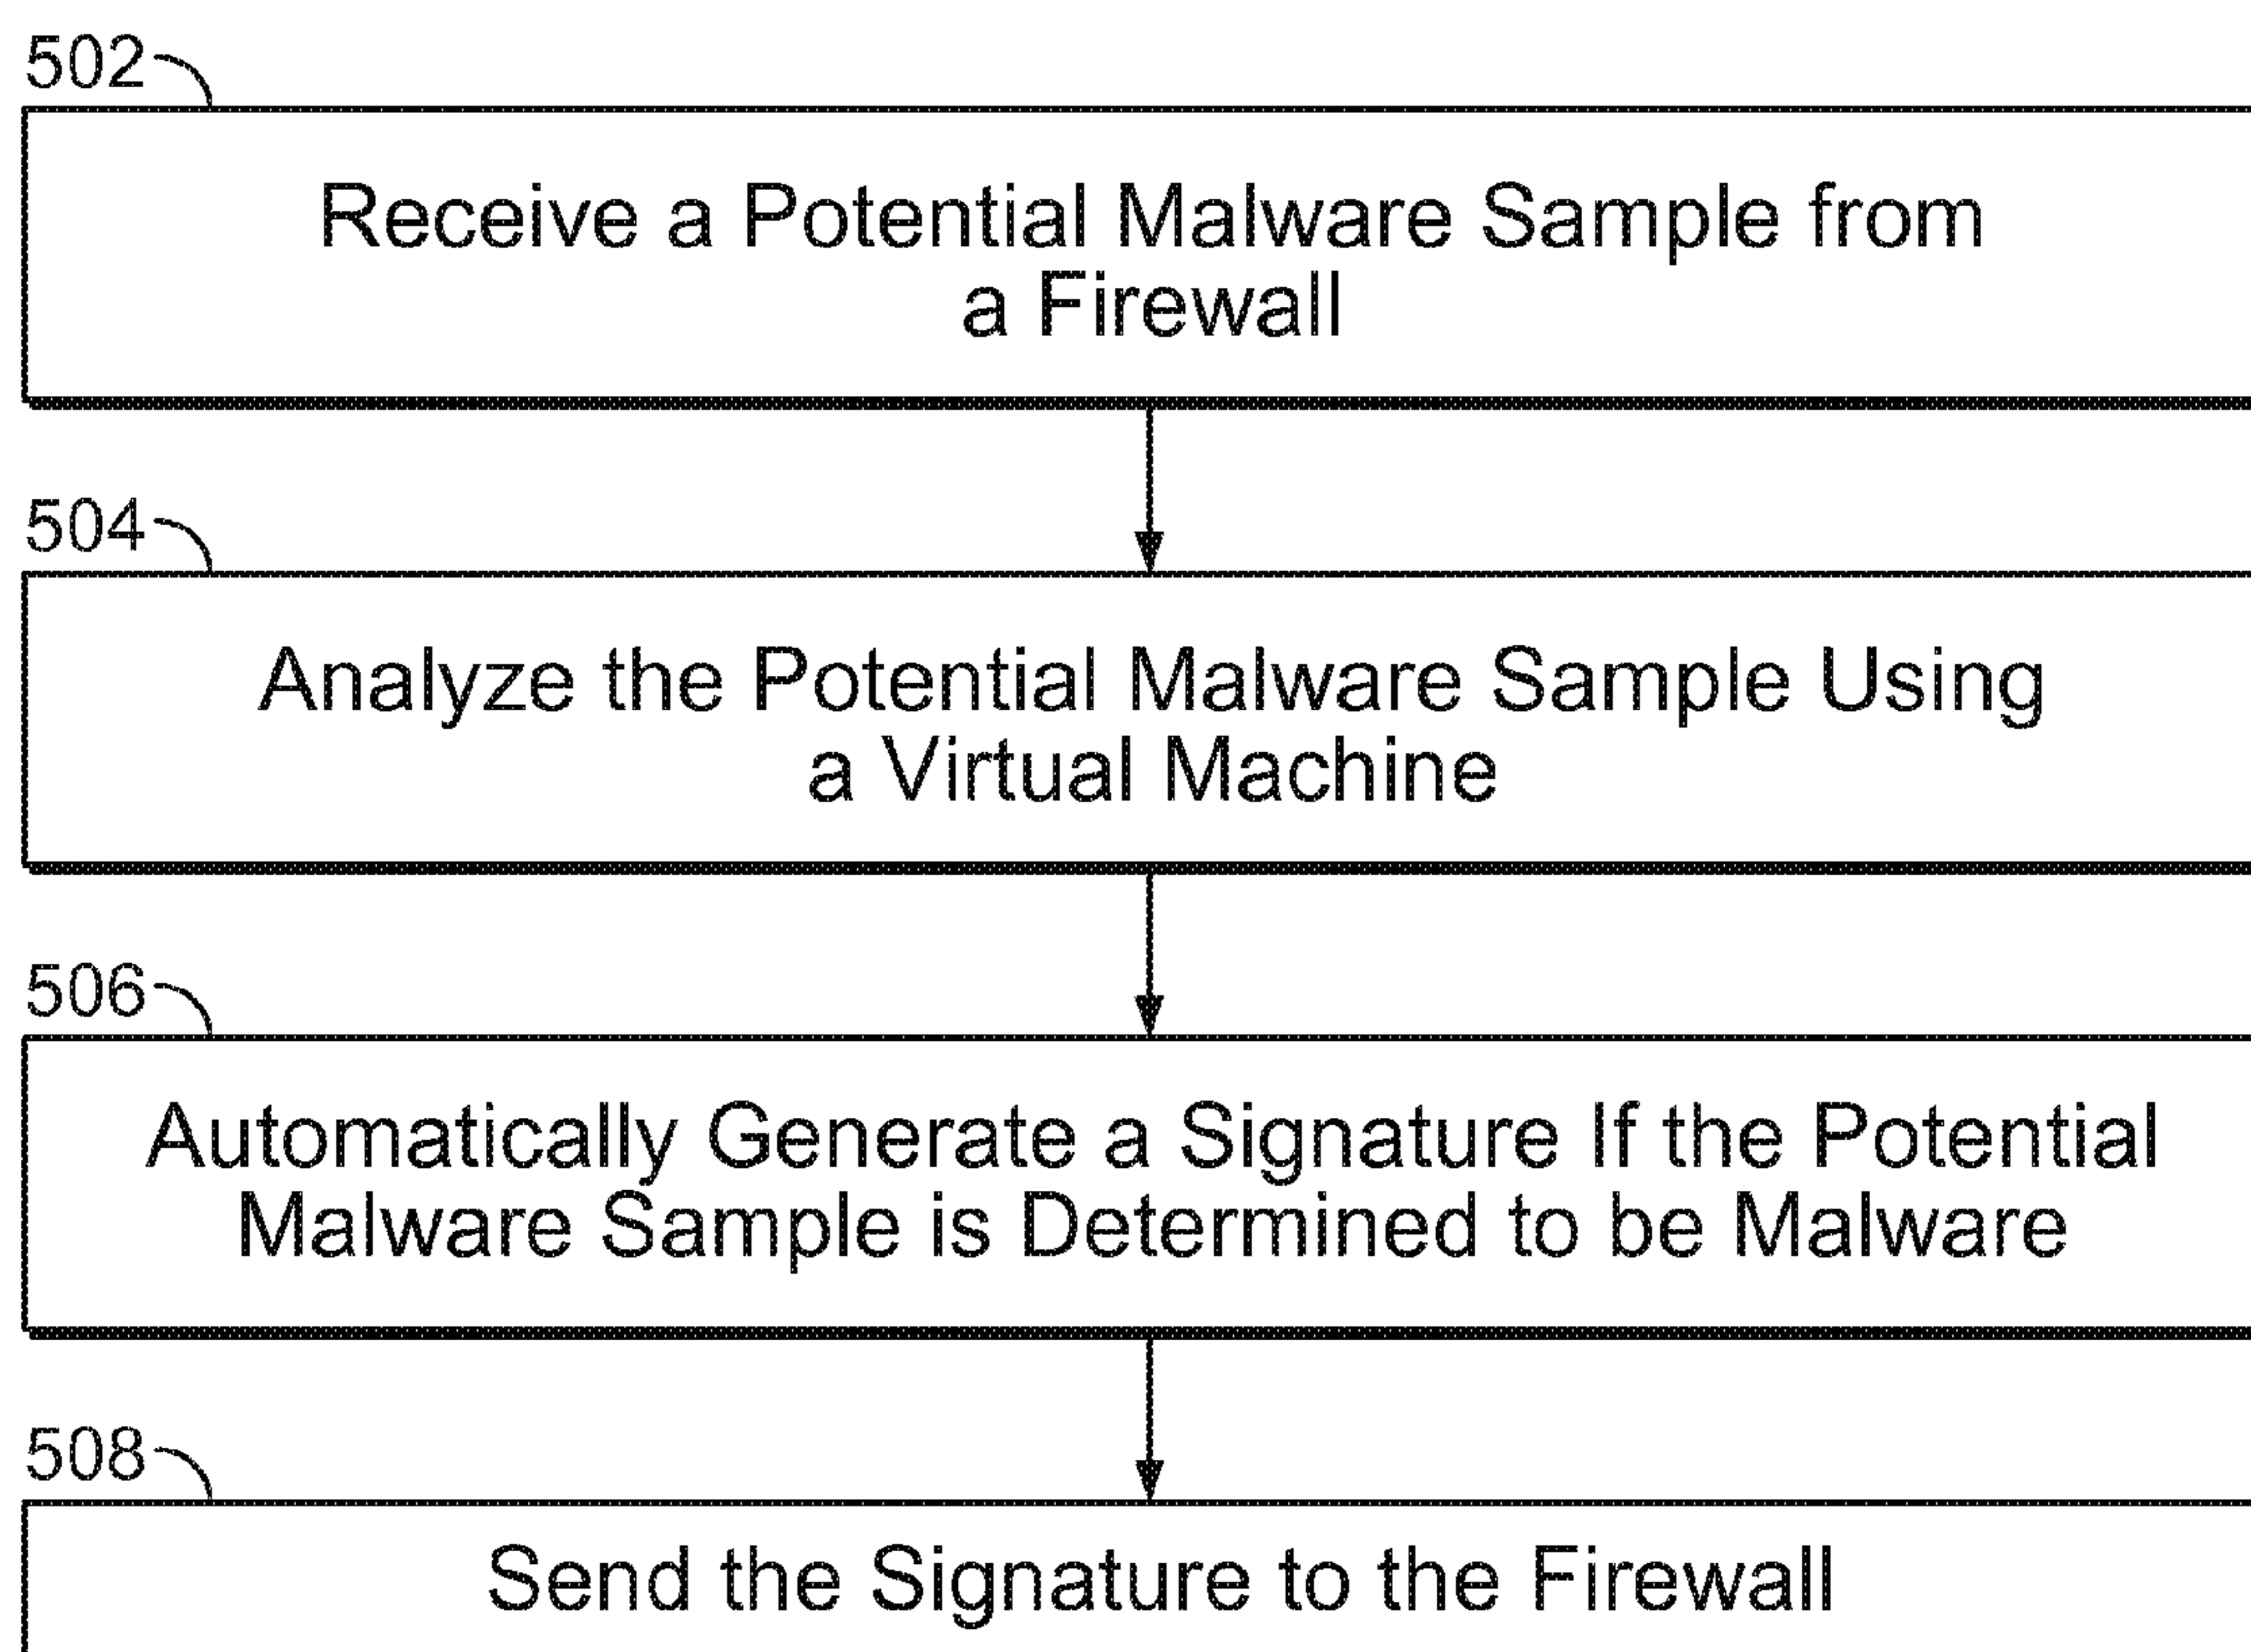 502
Receive a Potential Malware Sample from
a Firewall
504
Analyze the Potential Malware Sample Using
a Virtual Machine
506
Automatically Generate a Signature If the Potential
Malware Sample is Determined to be Malware
508
Send the Signature to the Firewall